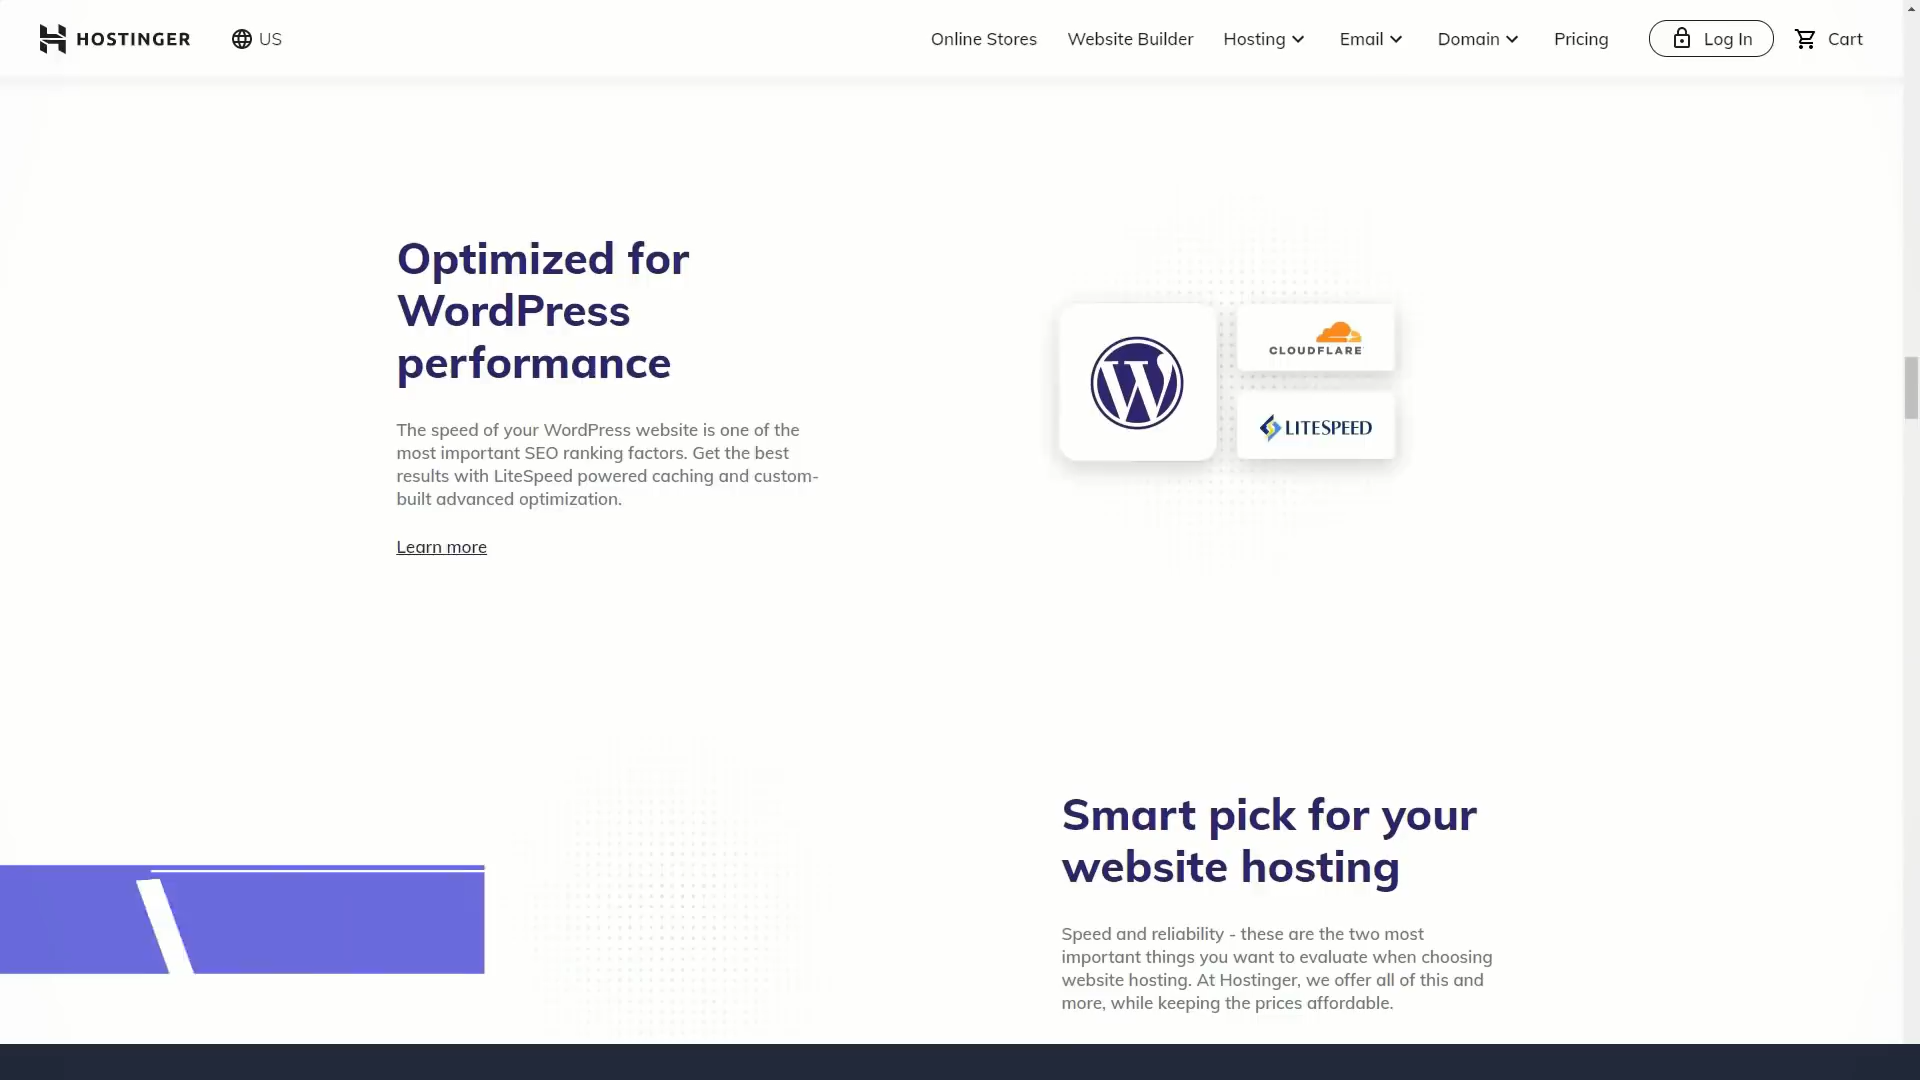 HOSTINGER
US
Online Stores
Website Builder
Hosting
Email
Domain
Pricing
Log In
Cart
Optimized for
WordPress
performance
The speed of your WordPress website is one of the
most important SEO ranking factors. Get the best
results with LiteSpeed powered caching and custom-
built advanced optimization.
Learn more
CLOUDFLARE
LITESPEED
Smart pick for your
website hosting
Speed and reliability - these are the two most
important things you want to evaluate when choosing
website hosting. At Hostinger, we offer all of this and
more, while keeping the prices affordable.